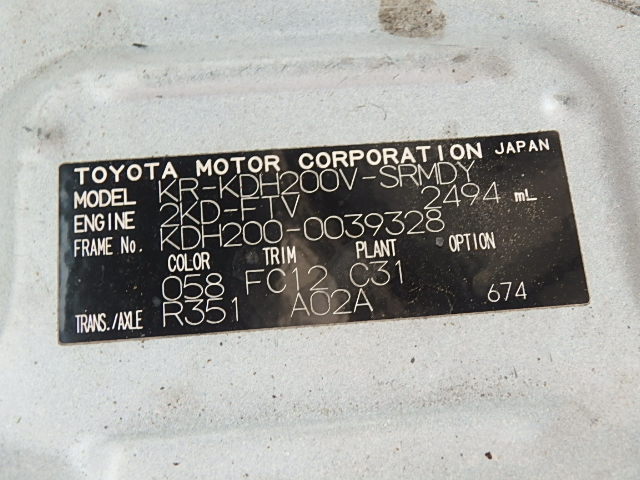 TOYOTA MOTOR CORPORATION JAPAN
MODEL KR-KDH200V-SRMDY
ENGINE 2KD-FTV 2494 mL
FRAME No. KDH200-0039328
COLOR TRIM PLANT OPTION
058 FC12 C31
TRANS./AXLE R351 A02A 674